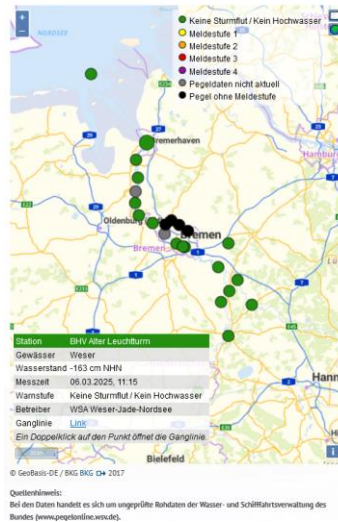 +
−
NORDSEE
Keine Sturmflut / Kein Hochwasser
Meldestufe 1
Meldestufe 2
Meldestufe 3
Meldestufe 4
Pegeldaten nicht aktuell
Pegel ohne Meldestufe
Bremerhaven
Hamburg
Oldenburg
Bremen
Bremen
Hann
Bielefeld
Station BHV Alter Leuchtturm
Gewässer Weser
Wasserstand -163 cm NHN
Messzeit 06.03.2025, 11:15
Warnstufe Keine Sturmflut / Kein Hochwasser
Betreiber WSA Weser-Jade-Nordsee
Ganglinie Link
Ein Doppelklick auf den Punkt öffnet die Ganglinie.
i
© GeoBasis-DE / BKG BKG 2017
Quellenhinweis:
Bei den Daten handelt es sich um ungeprüfte Rohdaten der Wasser- und Schifffahrtsverwaltung des
Bundes (www.pegelonline.wsv.de).